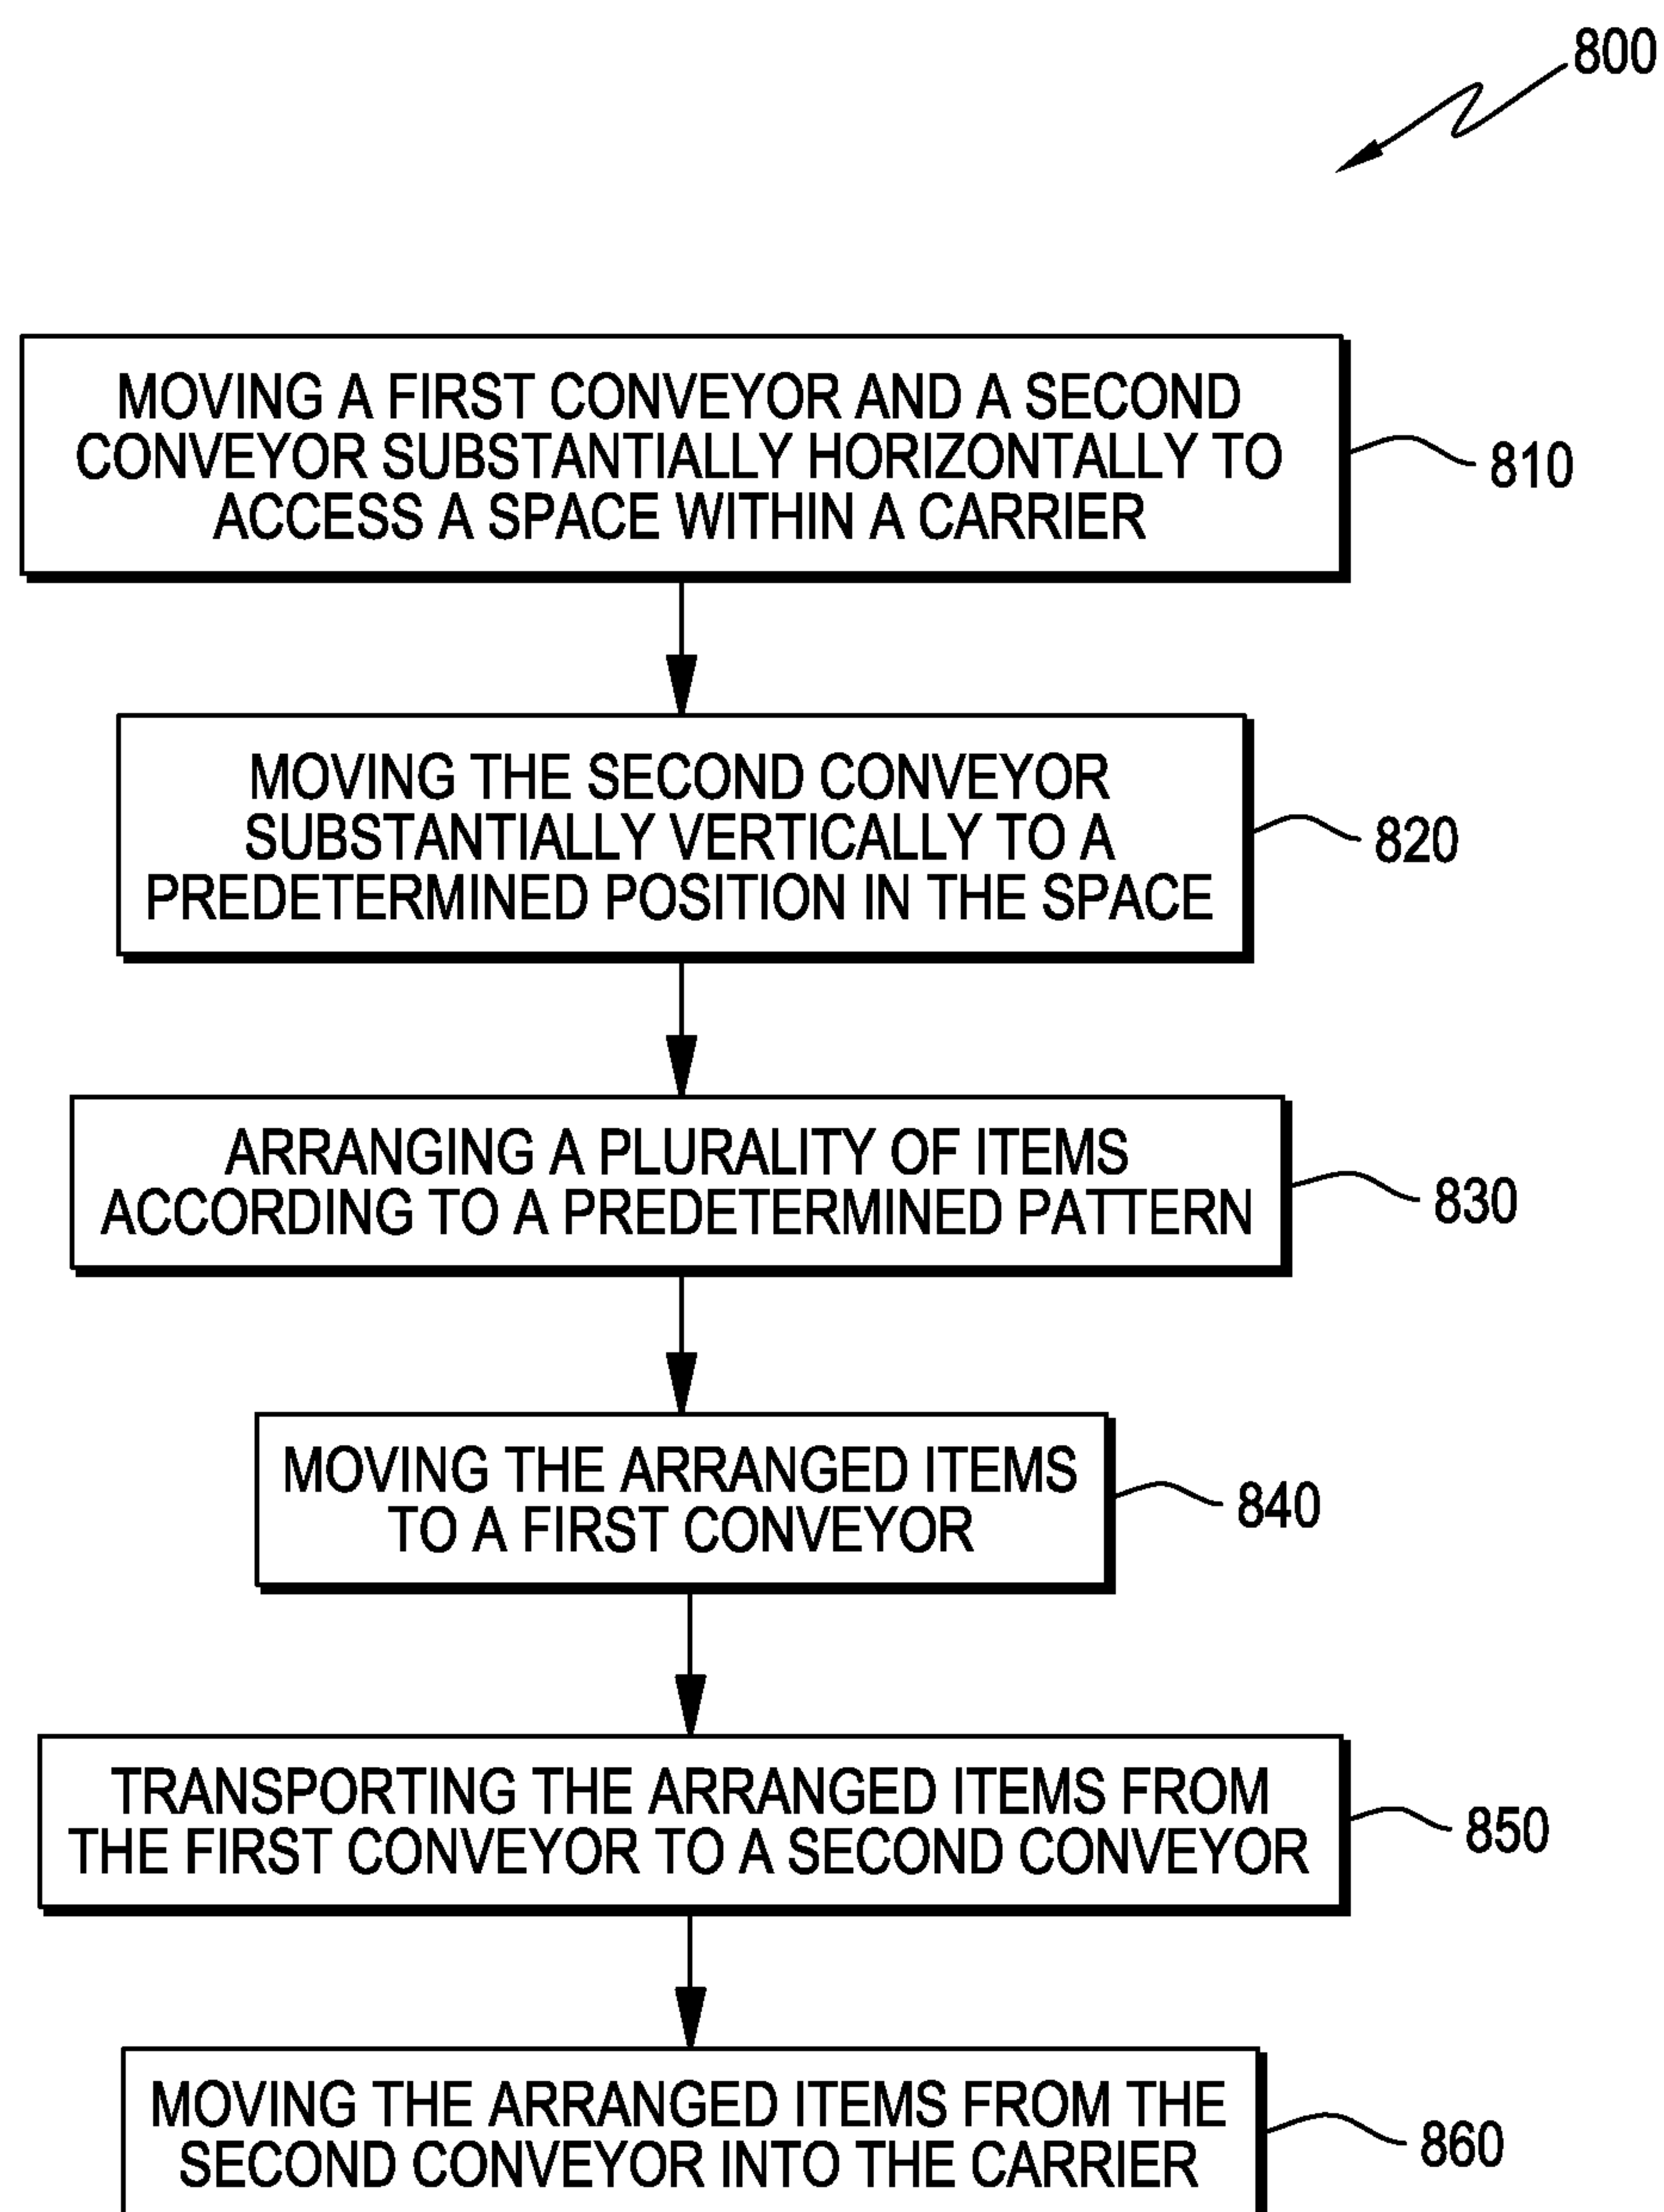 800
MOVING A FIRST CONVEYOR AND A SECOND
CONVEYOR SUBSTANTIALLY HORIZONTALLY TO
ACCESS A SPACE WITHIN A CARRIER
810
MOVING THE SECOND CONVEYOR
SUBSTANTIALLY VERTICALLY TO A
PREDETERMINED POSITION IN THE SPACE
820
ARRANGING A PLURALITY OF ITEMS
ACCORDING TO A PREDETERMINED PATTERN
830
MOVING THE ARRANGED ITEMS
TO A FIRST CONVEYOR
840
TRANSPORTING THE ARRANGED ITEMS FROM
THE FIRST CONVEYOR TO A SECOND CONVEYOR
850
MOVING THE ARRANGED ITEMS FROM THE
SECOND CONVEYOR INTO THE CARRIER
860